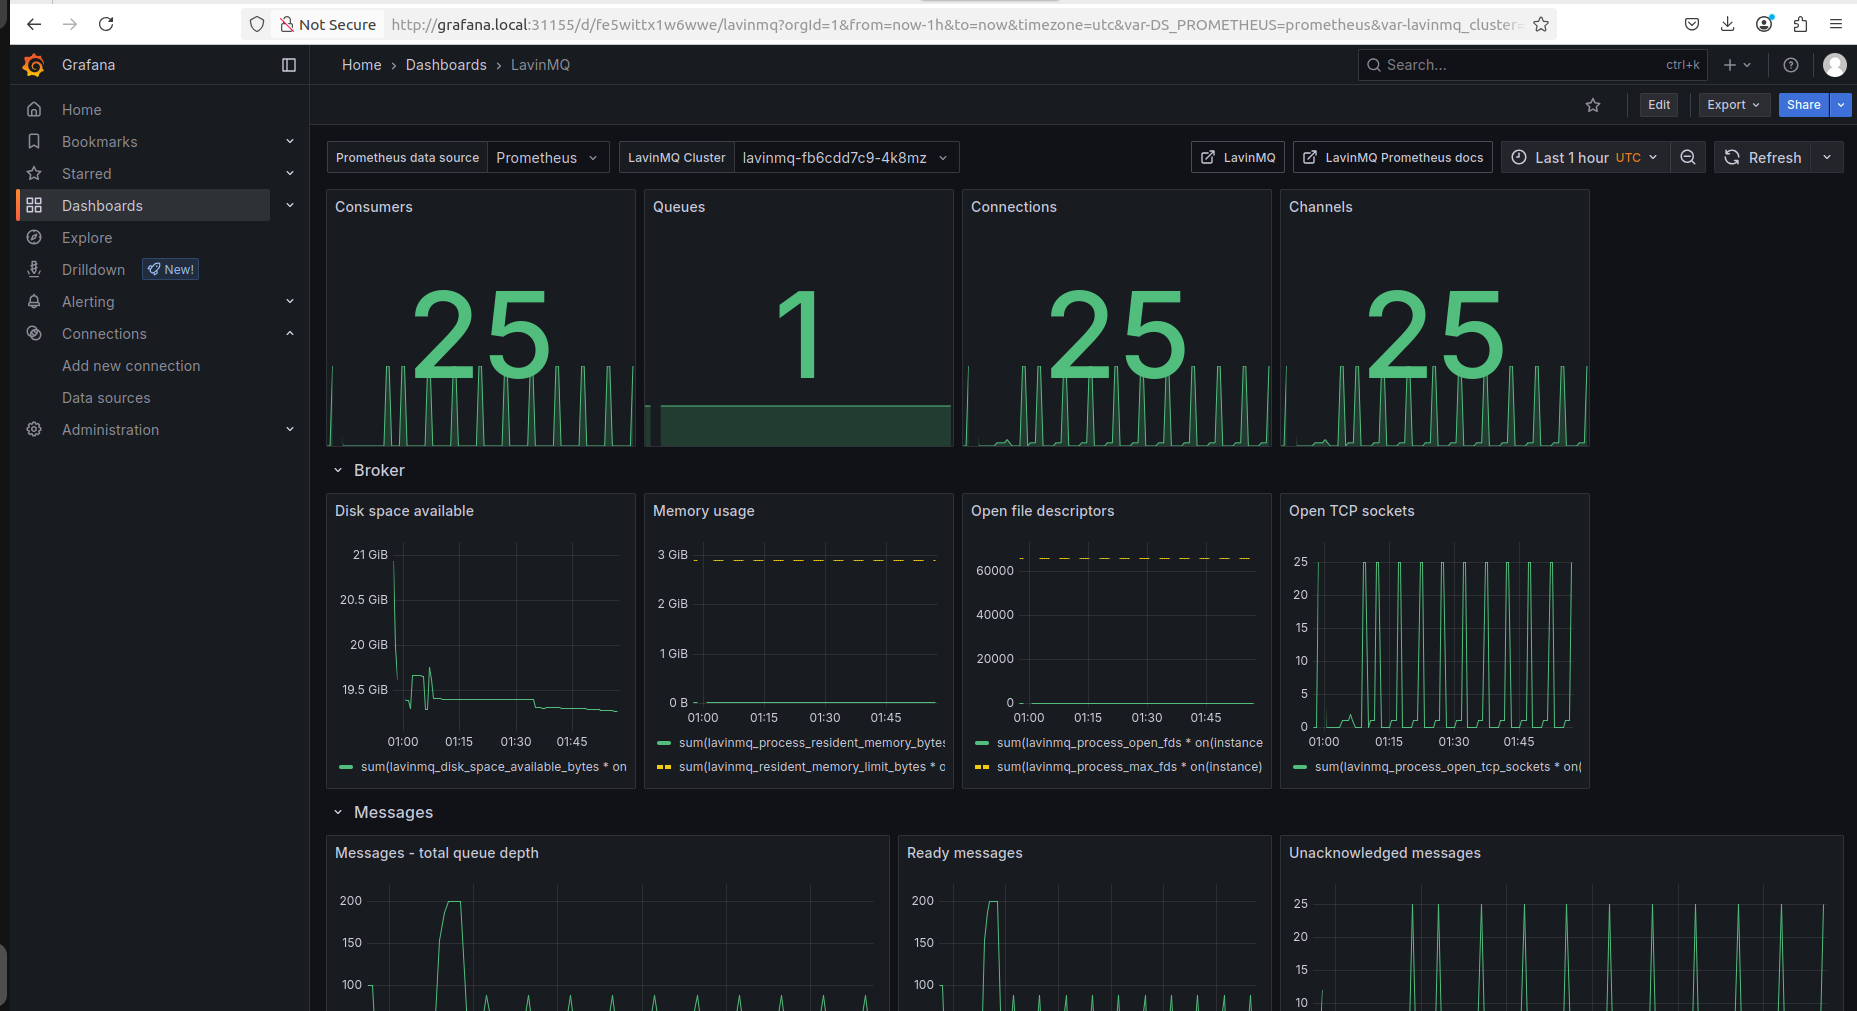 Not Secure http://grafana.local:31155/d/fe5wittx1w6wwe/lavinmq?orgId=1&from=now-1h&to=now&timezone=utc&var-DS_PROMETHEUS=prometheus&var-lavinmq_cluster=
Grafana
Home › Dashboards › LavinMQ
Search... ctrl+k
Edit Export Share
Home
Bookmarks
Starred
Dashboards
Explore
Drilldown New!
Alerting
Connections
Add new connection
Data sources
Administration
Prometheus data source Prometheus LavinMQ Cluster lavinmq-fb6cdd7c9-4k8mz LavinMQ LavinMQ Prometheus docs Last 1 hour UTC Refresh
Consumers
25
Queues
1
Connections
25
Channels
25
Broker
Disk space available
21 GiB
20.5 GiB
20 GiB
19.5 GiB
01:00 01:15 01:30 01:45
sum(lavinmq_disk_space_available_bytes * on
Memory usage
3 GiB
2 GiB
1 GiB
0 B
01:00 01:15 01:30 01:45
sum(lavinmq_process_resident_memory_bytes
sum(lavinmq_resident_memory_limit_bytes * o
Open file descriptors
60000
40000
20000
0
01:00 01:15 01:30 01:45
sum(lavinmq_process_open_fds * on(instance
sum(lavinmq_process_max_fds * on(instance)
Open TCP sockets
25
20
15
10
5
0
01:00 01:15 01:30 01:45
sum(lavinmq_process_open_tcp_sockets * on(
Messages
Messages - total queue depth
200
150
100
Ready messages
200
150
100
Unacknowledged messages
25
20
15
10